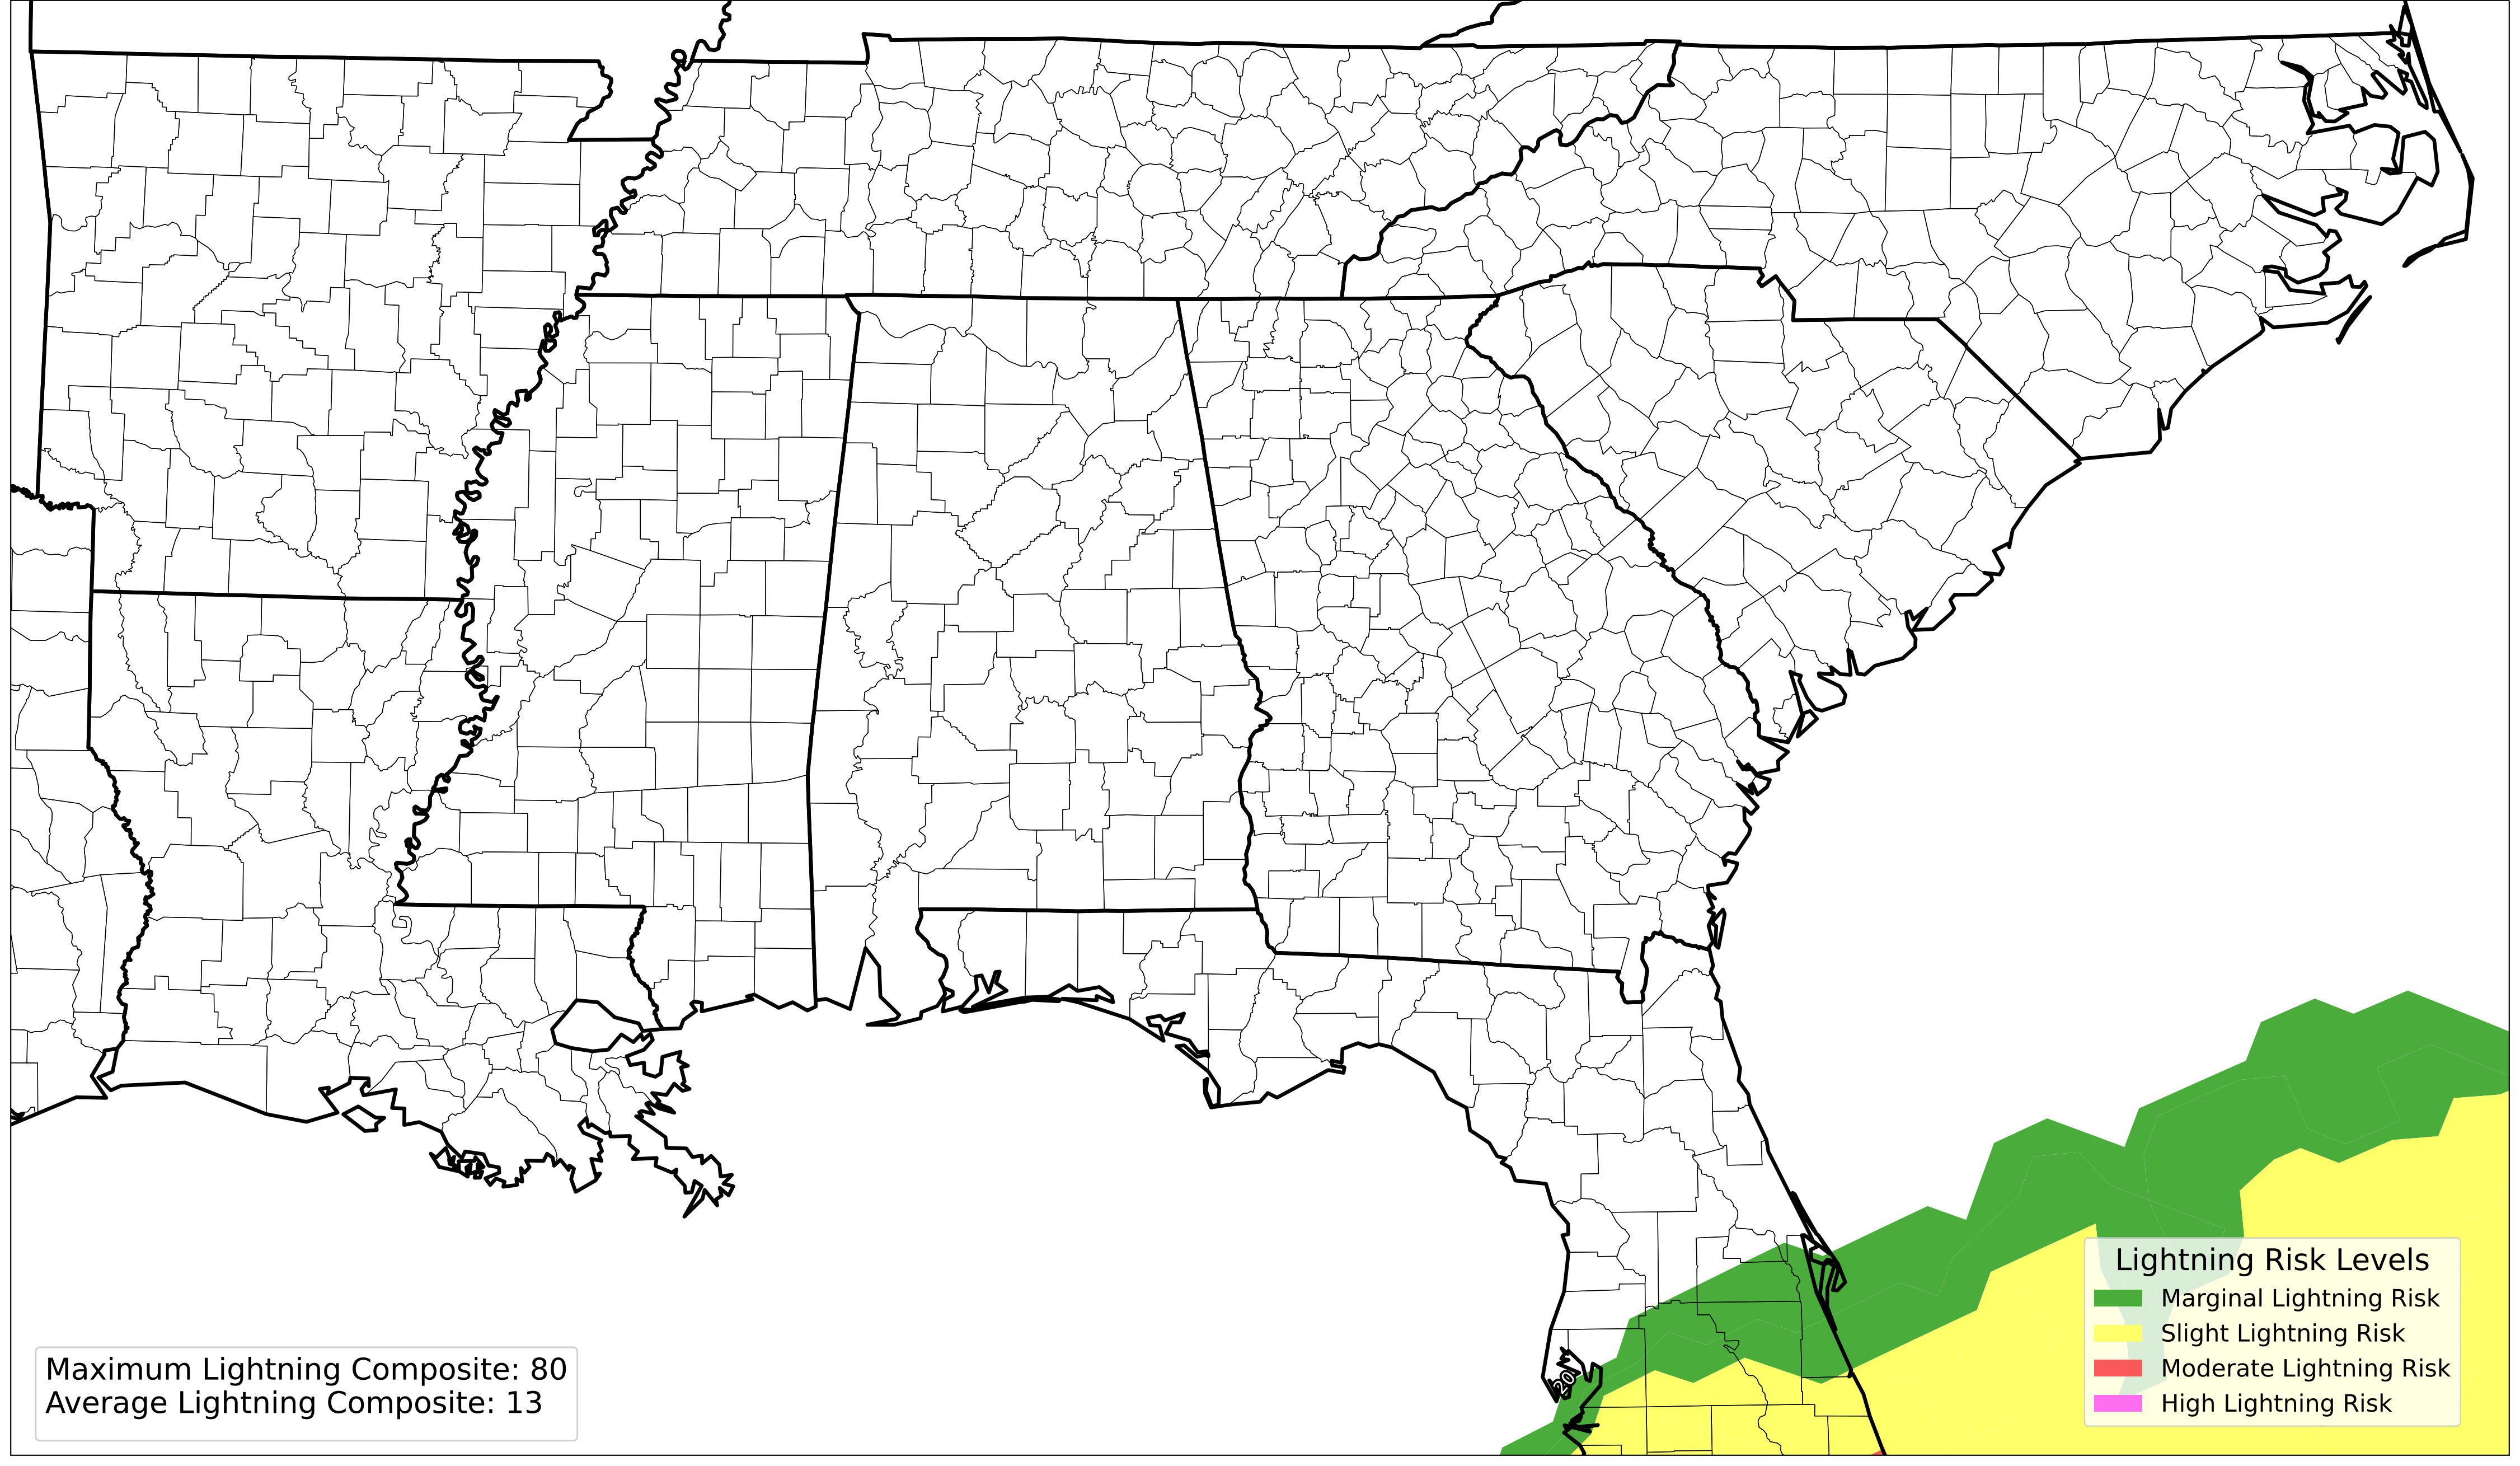 20
Maximum Lightning Composite: 80
Average Lightning Composite: 13
Lightning Risk Levels
Marginal Lightning Risk
Slight Lightning Risk
Moderate Lightning Risk
High Lightning Risk